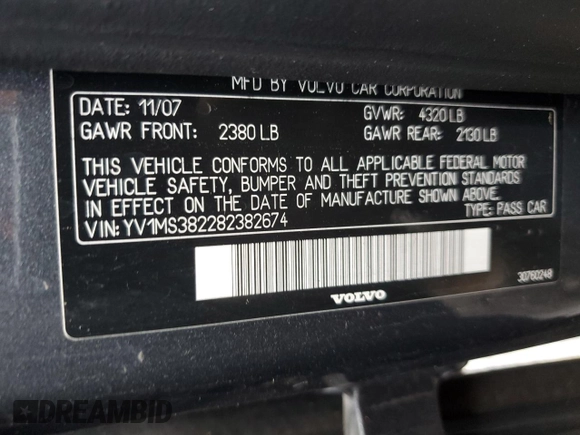 MFD BY VOLVO CAR CORPORATION
DATE: 11/07 GVWR: 4320 LB
GAWR FRONT: 2380 LB GAWR REAR: 2130 LB
THIS VEHICLE CONFORMS TO ALL APPLICABLE FEDERAL MOTOR
VEHICLE SAFETY, BUMPER AND THEFT PREVENTION STANDARDS
IN EFFECT ON THE DATE OF MANUFACTURE SHOWN ABOVE.
VIN: YV1MS382282382674 TYPE: PASS CAR
30760248
VOLVO
DREAMBID